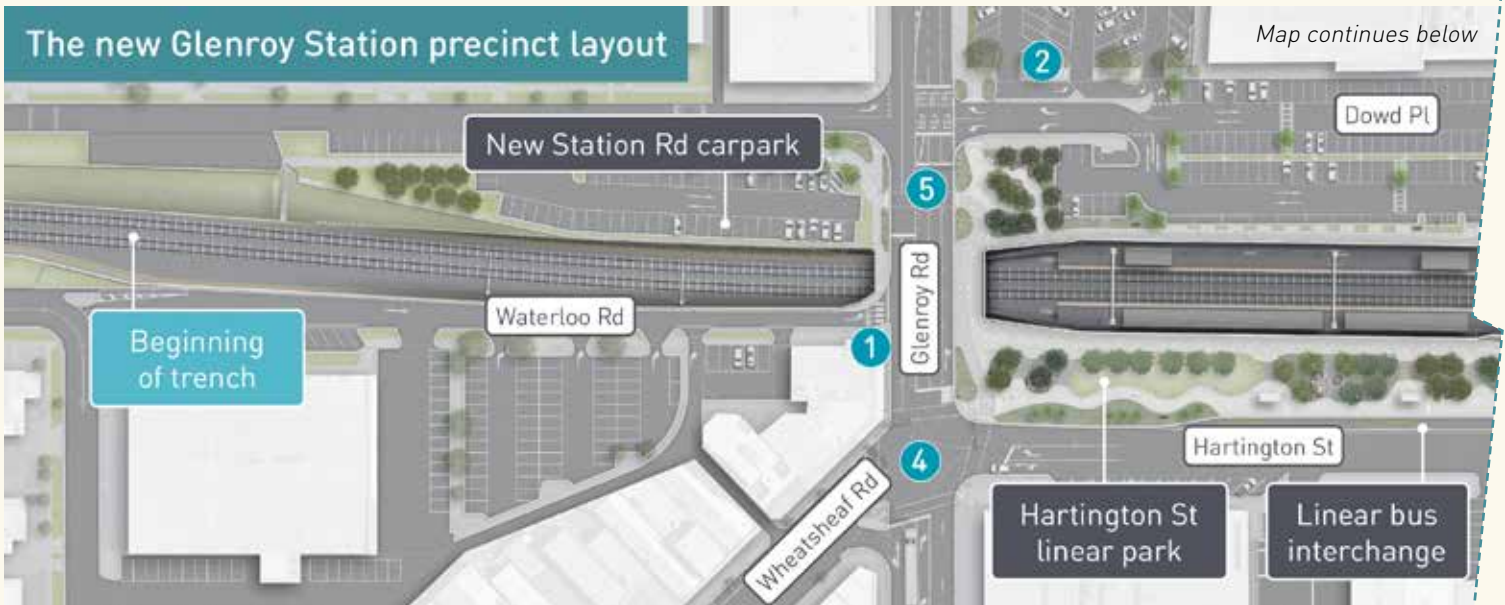 The new Glenroy Station precinct layout
Map continues below
2
Dowd Pl
New Station Rd carpark
5
Glenroy Rd
Waterloo Rd
Beginning
of trench
1
4
Hartington St
Wheatsheaf Rd
Hartington St
linear park
Linear bus
interchange